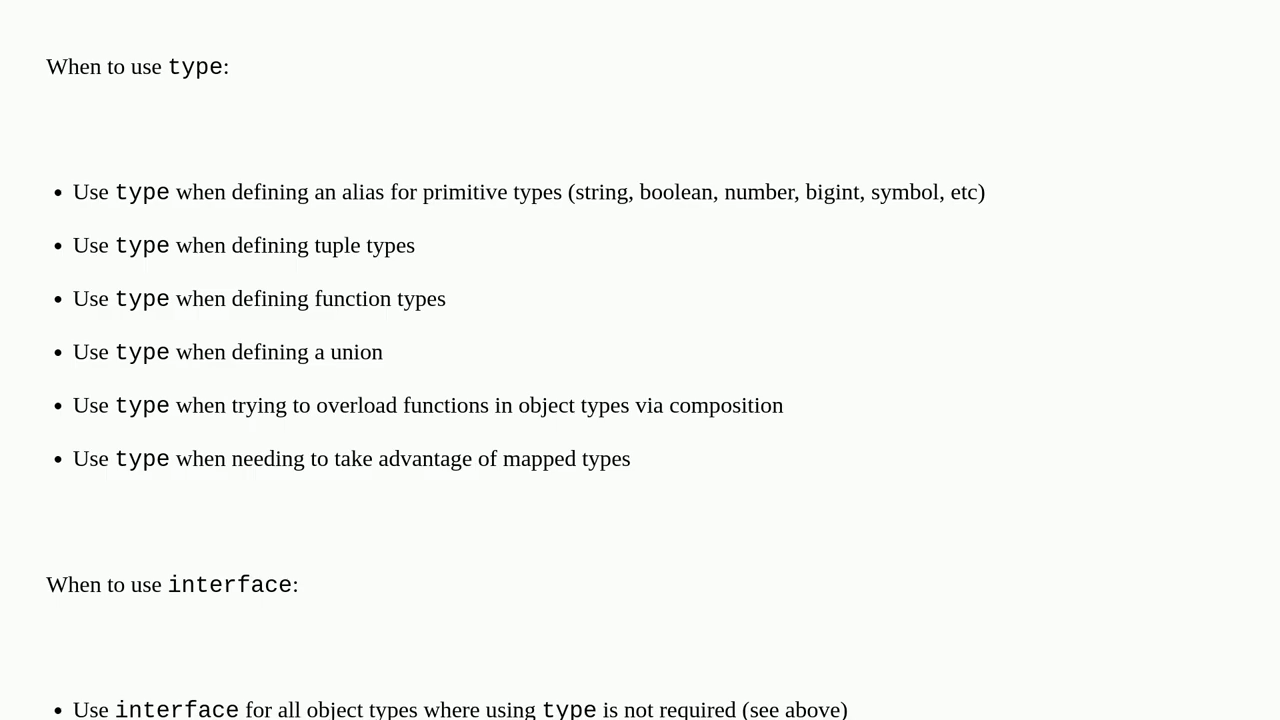 When to use type:
• Use type when defining an alias for primitive types (string, boolean, number, bigint, symbol, etc)
• Use type when defining tuple types
• Use type when defining function types
• Use type when defining a union
• Use type when trying to overload functions in object types via composition
• Use type when needing to take advantage of mapped types
When to use interface:
• Use interface for all object types where using type is not required (see above)